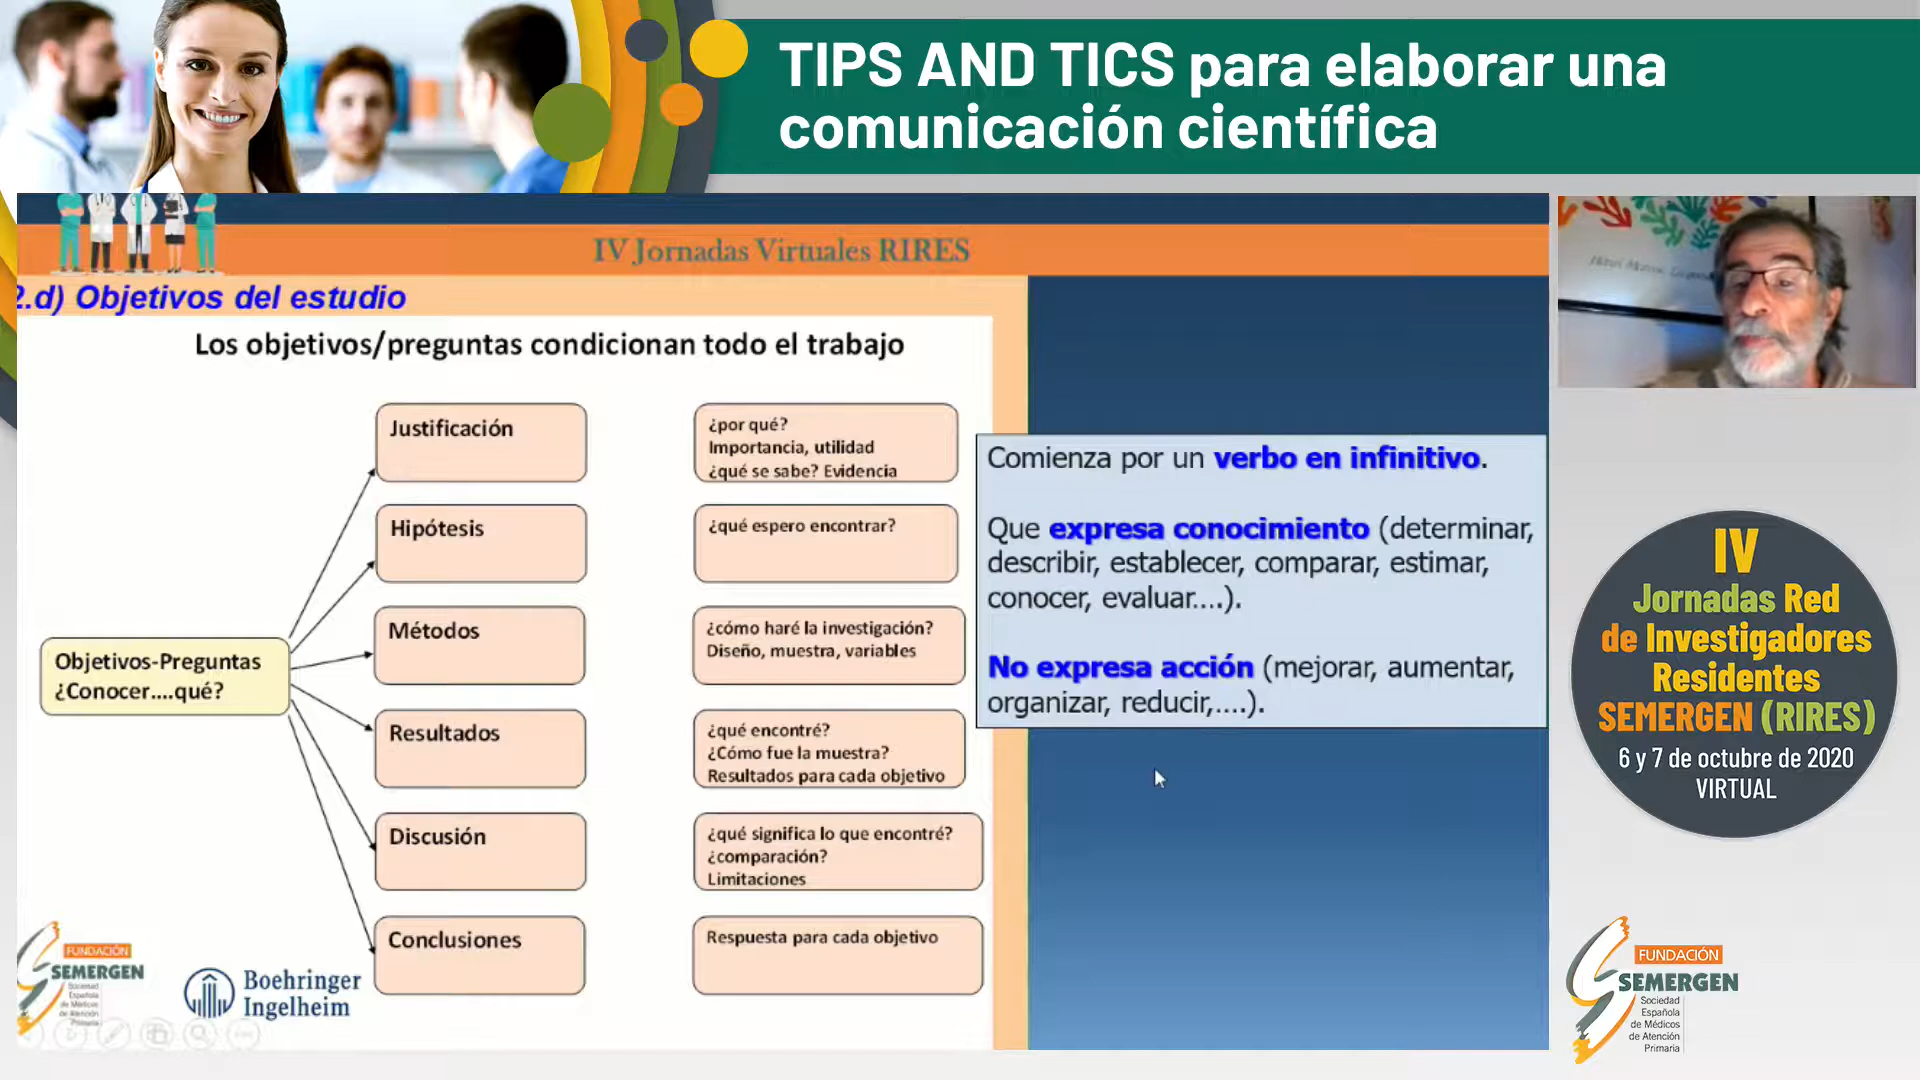 TIPS AND TICS para elaborar una
comunicación científica
IV Jornadas Virtuales RIRES
2.d) Objetivos del estudio
Los objetivos/preguntas condicionan todo el trabajo
Objetivos-Preguntas
¿Conocer....qué?
Justificación
¿por qué?
Importancia, utilidad
¿qué se sabe? Evidencia
Hipótesis
¿qué espero encontrar?
Métodos
¿cómo haré la investigación?
Diseño, muestra, variables
Resultados
¿qué encontré?
¿Cómo fue la muestra?
Resultados para cada objetivo
Discusión
¿qué significa lo que encontré?
¿comparación?
Limitaciones
Conclusiones
Respuesta para cada objetivo
Comienza por un verbo en infinitivo.
Que expresa conocimiento (determinar,
describir, establecer, comparar, estimar,
conocer, evaluar....).
No expresa acción (mejorar, aumentar,
organizar, reducir,....).
FUNDACIÓN
SEMERGEN
Sociedad
Española
de Médicos
de Atención
Primaria
Boehringer
Ingelheim
IV
Jornadas Red
de Investigadores
Residentes
SEMERGEN (RIRES)
6 y 7 de octubre de 2020
VIRTUAL
FUNDACIÓN
SEMERGEN
Sociedad
Española
de Médicos
de Atención
Primaria